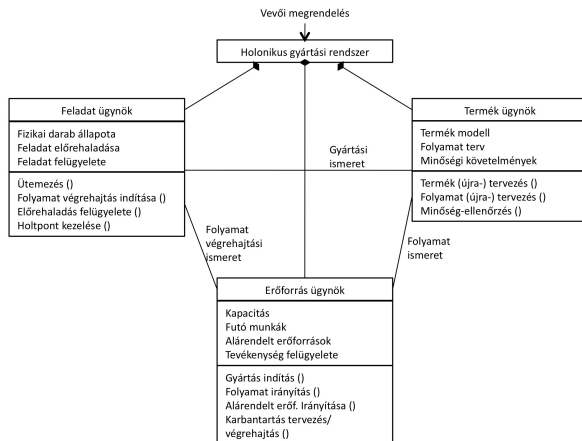 Vevői megrendelés
Holonikus gyártási rendszer
Feladat ügynök
Fizikai darab állapota
Feladat előrehaladása
Feladat felügyelete
Ütemezés ()
Folyamat végrehajtás indítása ()
Előrehaladás felügyelete ()
Holtpont kezelése ()
Termék ügynök
Termék modell
Folyamat terv
Minőségi követelmények
Termék (újra-) tervezés ()
Folyamat (újra-) tervezés ()
Minőség-ellenőrzés ()
Gyártási
ismeret
Folyamat
végrehajtási
ismeret
Folyamat
ismeret
Erőforrás ügynök
Kapacitás
Futó munkák
Alárendelt erőforrások
Tevékenység felügyelete
Gyártás indítás ()
Folyamat irányítás ()
Alárendelt erőf. Irányítása ()
Karbantartás tervezés/
végrehajtás ()